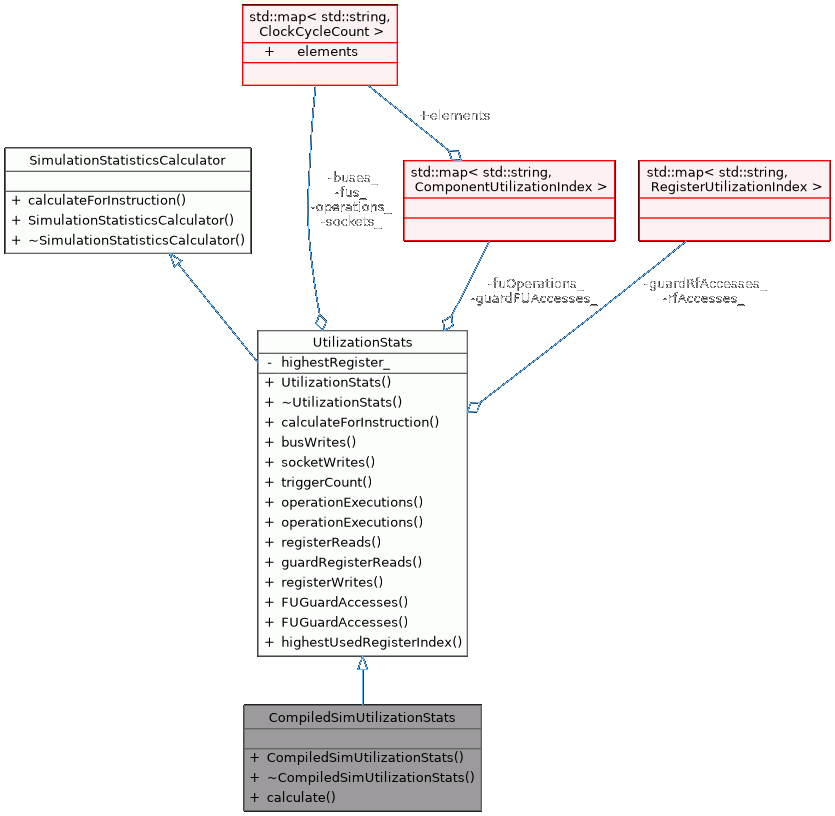 std::map< std::string,
ClockCycleCount >
+ elements
+elements
SimulationStatisticsCalculator
+ calculateForInstruction()
+ SimulationStatisticsCalculator()
+ ~SimulationStatisticsCalculator()
-buses_
-fus_
-operations_
-sockets_
std::map< std::string,
ComponentUtilizationIndex >
std::map< std::string,
RegisterUtilizationIndex >
-fuOperations_
-guardFUAccesses_
-guardRfAccesses_
-rfAccesses_
UtilizationStats
- highestRegister_
+ UtilizationStats()
+ ~UtilizationStats()
+ calculateForInstruction()
+ busWrites()
+ socketWrites()
+ triggerCount()
+ operationExecutions()
+ operationExecutions()
+ registerReads()
+ guardRegisterReads()
+ registerWrites()
+ FUGuardAccesses()
+ FUGuardAccesses()
+ highestUsedRegisterIndex()
CompiledSimUtilizationStats
+ CompiledSimUtilizationStats()
+ ~CompiledSimUtilizationStats()
+ calculate()